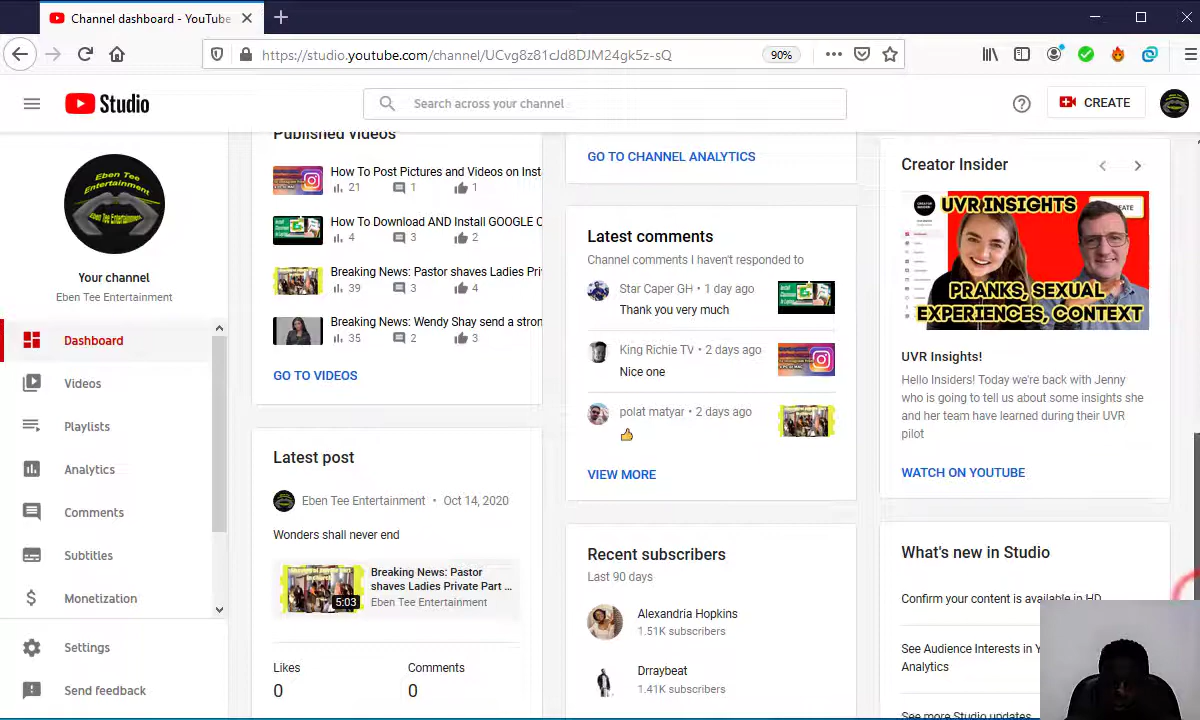 Channel dashboard - YouTube
https://studio.youtube.com/channel/UCvg8z81cJd8DJM24gk5z-sQ
90%
Studio
Search across your channel
CREATE
Eben Tee
Entertainment
Eben Tee Entertainment
Your channel
Eben Tee Entertainment
Dashboard
Videos
Playlists
Analytics
Comments
Subtitles
Monetization
Settings
Send feedback
Published videos
How To Post Pictures and Videos on Inst
21 1 1
How To Download AND Install GOOGLE C
4 3 2
Breaking News: Pastor shaves Ladies Pri
39 3 4
Breaking News: Wendy Shay send a stron
35 2 3
GO TO VIDEOS
Latest post
Eben Tee Entertainment • Oct 14, 2020
Wonders shall never end
Breaking News: Pastor
shaves Ladies Private Part ...
Eben Tee Entertainment
5:03
Likes
Comments
0
0
GO TO CHANNEL ANALYTICS
Latest comments
Channel comments I haven't responded to
Star Caper GH • 1 day ago
Thank you very much
King Richie TV • 2 days ago
Nice one
polat matyar • 2 days ago
VIEW MORE
Recent subscribers
Last 90 days
Alexandria Hopkins
1.51K subscribers
Drraybeat
1.41K subscribers
Creator Insider
UVR INSIGHTS
PRANKS, SEXUAL
EXPERIENCES, CONTEXT
UVR Insights!
Hello Insiders! Today we're back with Jenny
who is going to tell us about some insights she
and her team have learned during their UVR
pilot
WATCH ON YOUTUBE
What's new in Studio
Confirm your content is available in HD
See Audience Interests in Y
Analytics
See more Studio updates